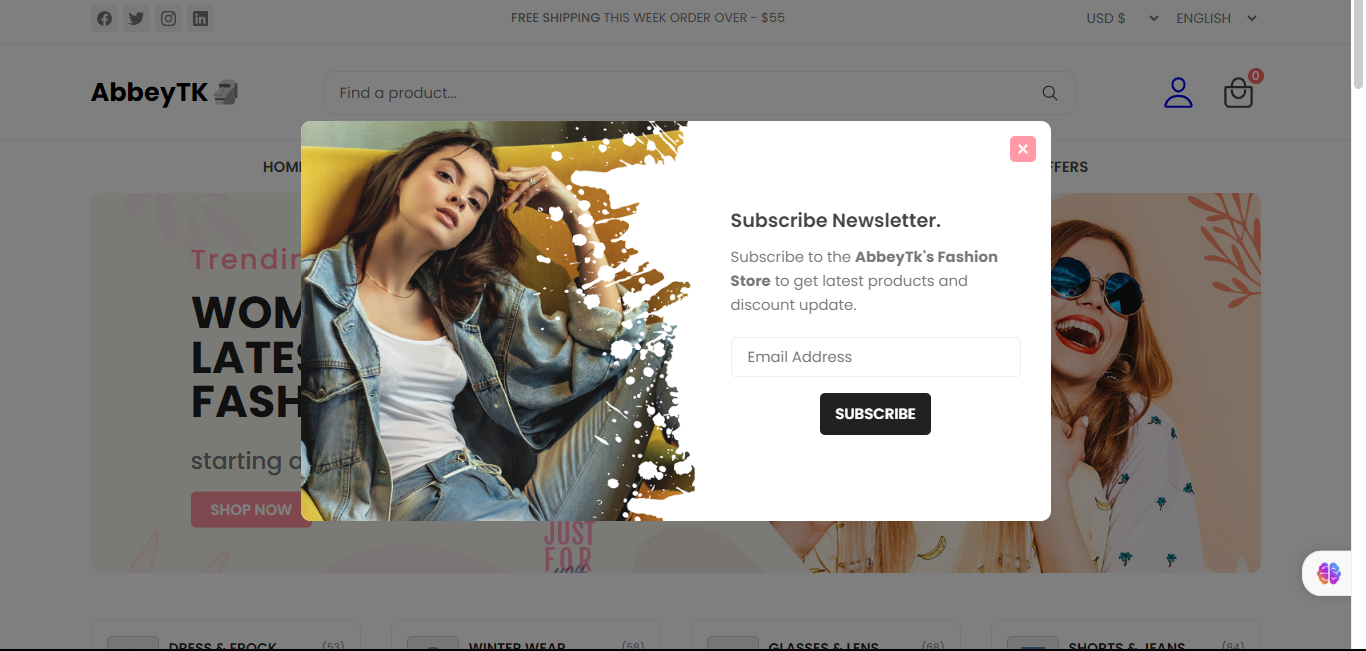 FREE SHIPPING THIS WEEK ORDER OVER - $55
USD $
ENGLISH
AbbeyTK
Find a product...
0
HOM
FFERS
Trendin
WOM
LATES
FASH
starting a
SHOP NOW
Subscribe Newsletter.
Subscribe to the AbbeyTk's Fashion
Store to get latest products and
discount update.
Email Address
SUBSCRIBE
JUST
FOR
you
DRESS & FROCK (53)
WINTER WEAR (58)
GLASSES & LENS (68)
SHORTS & JEANS (84)